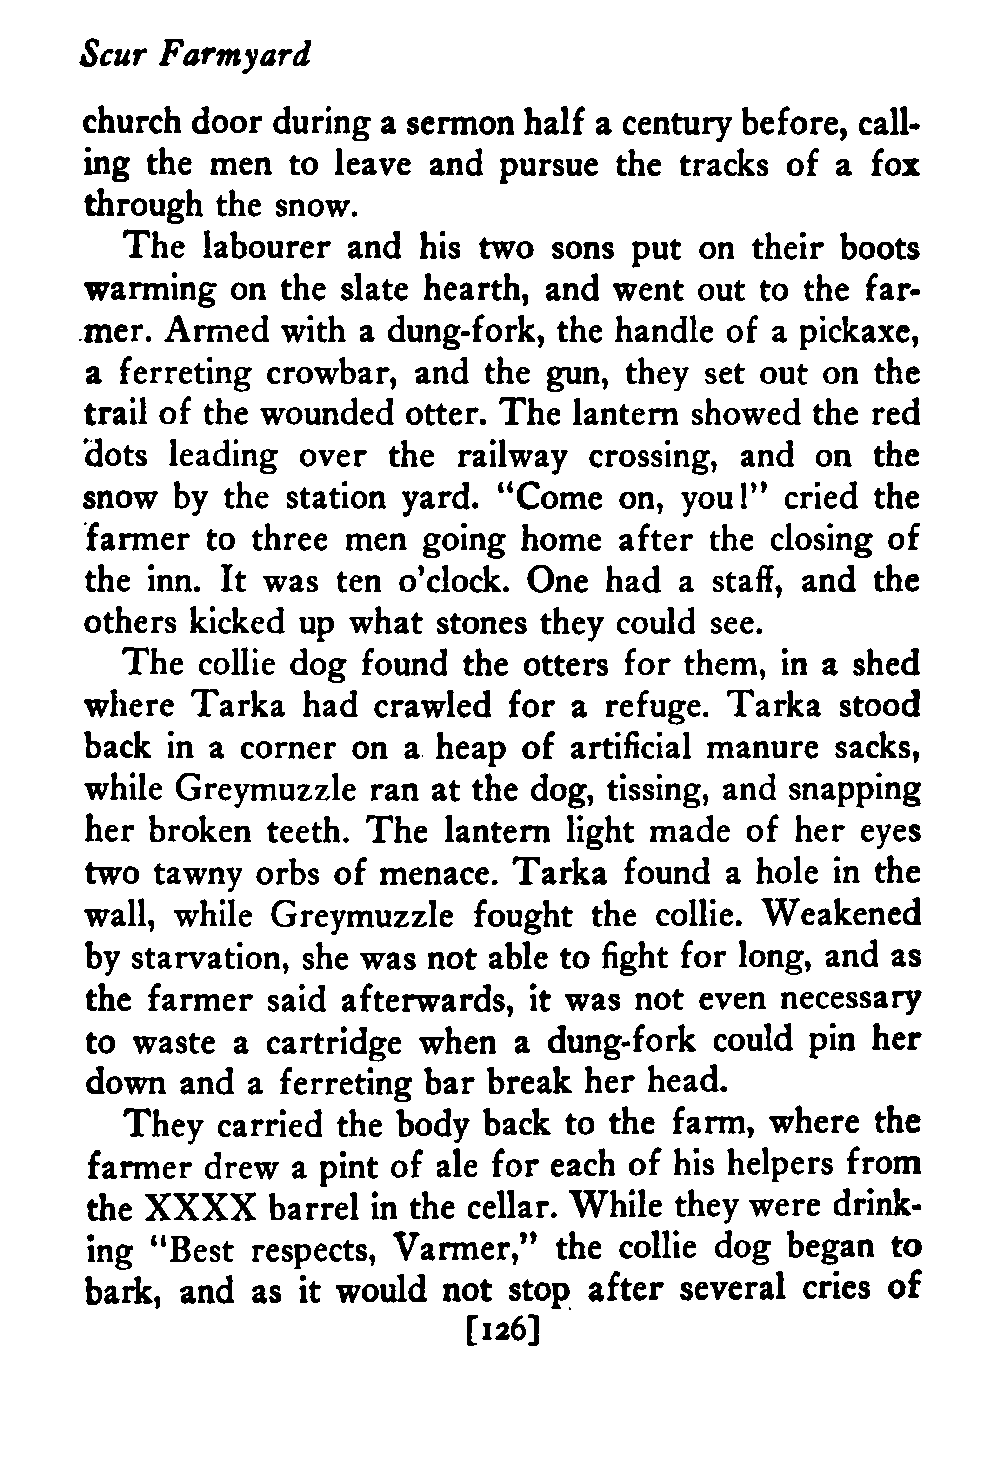 Scur Farmyard
church door during a sermon half a century before, call-
ing the men to leave and pursue the tracks of a fox
through the snow.
The labourer and his two sons put on their boots
warming on the slate hearth, and went out to the far-
mer. Armed with a dung-fork, the handle of a pickaxe,
a ferreting crowbar, and the gun, they set out on the
trail of the wounded otter. The lantern showed the red
dots leading over the railway crossing, and on the
snow by the station yard. "Come on, you!" cried the
farmer to three men going home after the closing of
the inn. It was ten o'clock. One had a staff, and the
others kicked up what stones they could see.
The collie dog found the otters for them, in a shed
where Tarka had crawled for a refuge. Tarka stood
back in a corner on a heap of artificial manure sacks,
while Greymuzzle ran at the dog, tissing, and snapping
her broken teeth. The lantern light made of her eyes
two tawny orbs of menace. Tarka found a hole in the
wall, while Greymuzzle fought the collie. Weakened
by starvation, she was not able to fight for long, and as
the farmer said afterwards, it was not even necessary
to waste a cartridge when a dung-fork could pin her
down and a ferreting bar break her head.
They carried the body back to the farm, where the
farmer drew a pint of ale for each of his helpers from
the XXXX barrel in the cellar. While they were drink-
ing "Best respects, Varmer," the collie dog began to
bark, and as it would not stop after several cries of
[126]